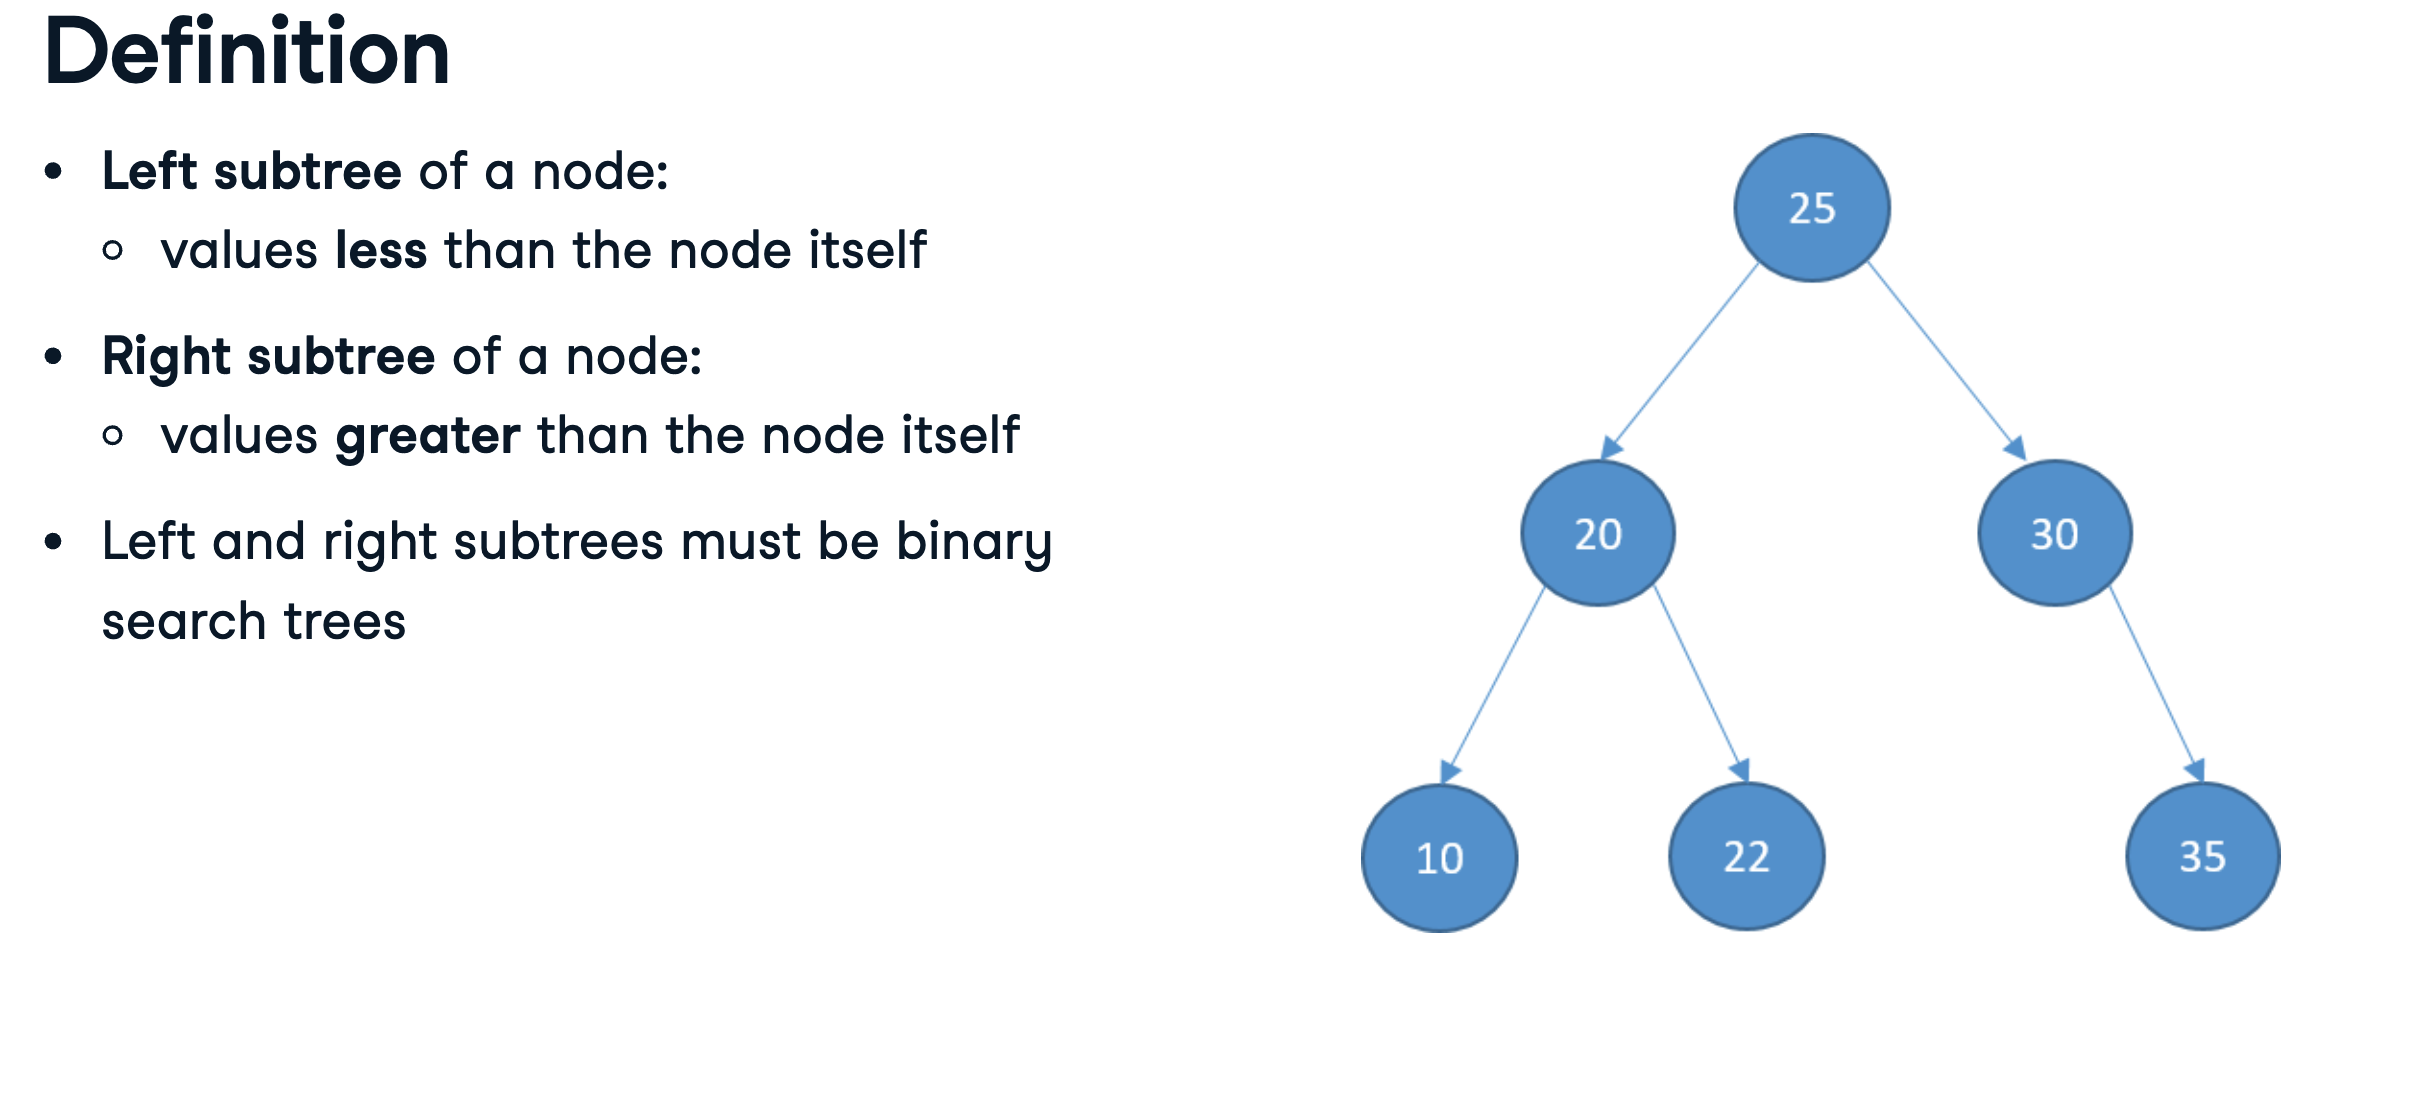 Definition
• Left subtree of a node:
○ values less than the node itself
• Right subtree of a node:
○ values greater than the node itself
• Left and right subtrees must be binary
search trees
25
20
30
10
22
35